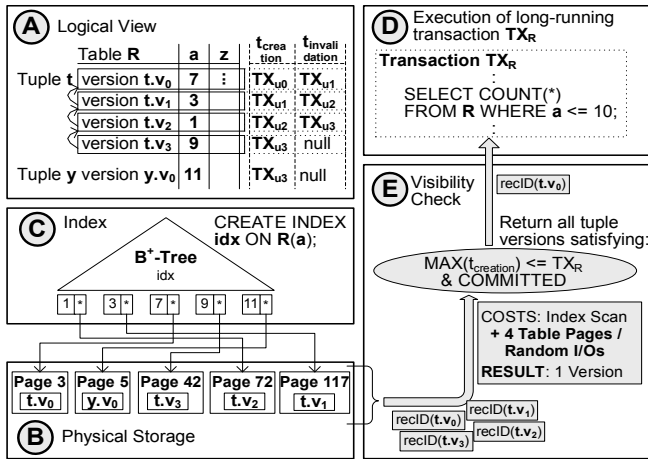 A Logical View
Table R a z t_creation t_invalidation
Tuple t version t.v0 7 ⋮ TXu0 TXu1
version t.v1 3 TXu1 TXu2
version t.v2 1 TXu2 TXu3
version t.v3 9 TXu3 null
Tuple y version y.v0 11 TXu3 null
C Index
CREATE INDEX
idx ON R(a);
B+-Tree
idx
1 * 3 * 7 * 9 * 11 *
Page 3 Page 5 Page 42 Page 72 Page 117
t.v0 y.v0 t.v3 t.v2 t.v1
B Physical Storage
D Execution of long-running
transaction TXR
Transaction TXR
:
SELECT COUNT(*)
FROM R WHERE a <= 10;
:
recID(t.v0)
E Visibility
Check
Return all tuple
versions satisfying:
MAX(t_creation) <= TXR
& COMMITTED
COSTS: Index Scan
+ 4 Table Pages /
Random I/Os
RESULT: 1 Version
recID(t.v0) recID(t.v1)
recID(t.v3) recID(t.v2)